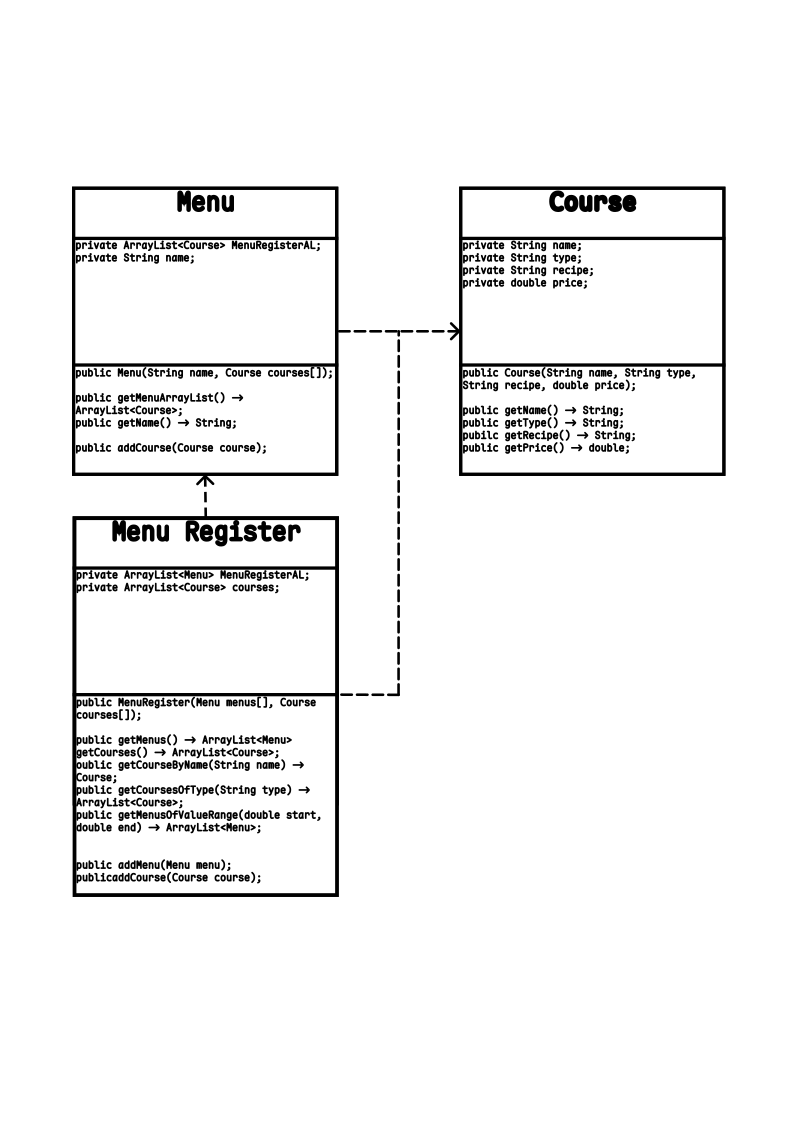 Menu
private ArrayList<Course> MenuRegisterAL;
private String name;
public Menu(String name, Course courses[]);
public getMenuArrayList() →
ArrayList<Course>;
public getName() → String;
public addCourse(Course course);
Course
private String name;
private String type;
private String recipe;
private double price;
public Course(String name, String type,
String recipe, double price);
public getName() → String;
public getType() → String;
pubilc getRecipe() → String;
public getPrice() → double;
Menu Register
private ArrayList<Menu> MenuRegisterAL;
private ArrayList<Course> courses;
public MenuRegister(Menu menus[], Course
courses[]);
public getMenus() → ArrayList<Menu>
getCourses() → ArrayList<Course>;
oublic getCourseByName(String name) →
Course;
public getCoursesOfType(String type) →
ArrayList<Course>;
public getMenusOfValueRange(double start,
double end) → ArrayList<Menu>;
public addMenu(Menu menu);
publicaddCourse(Course course);